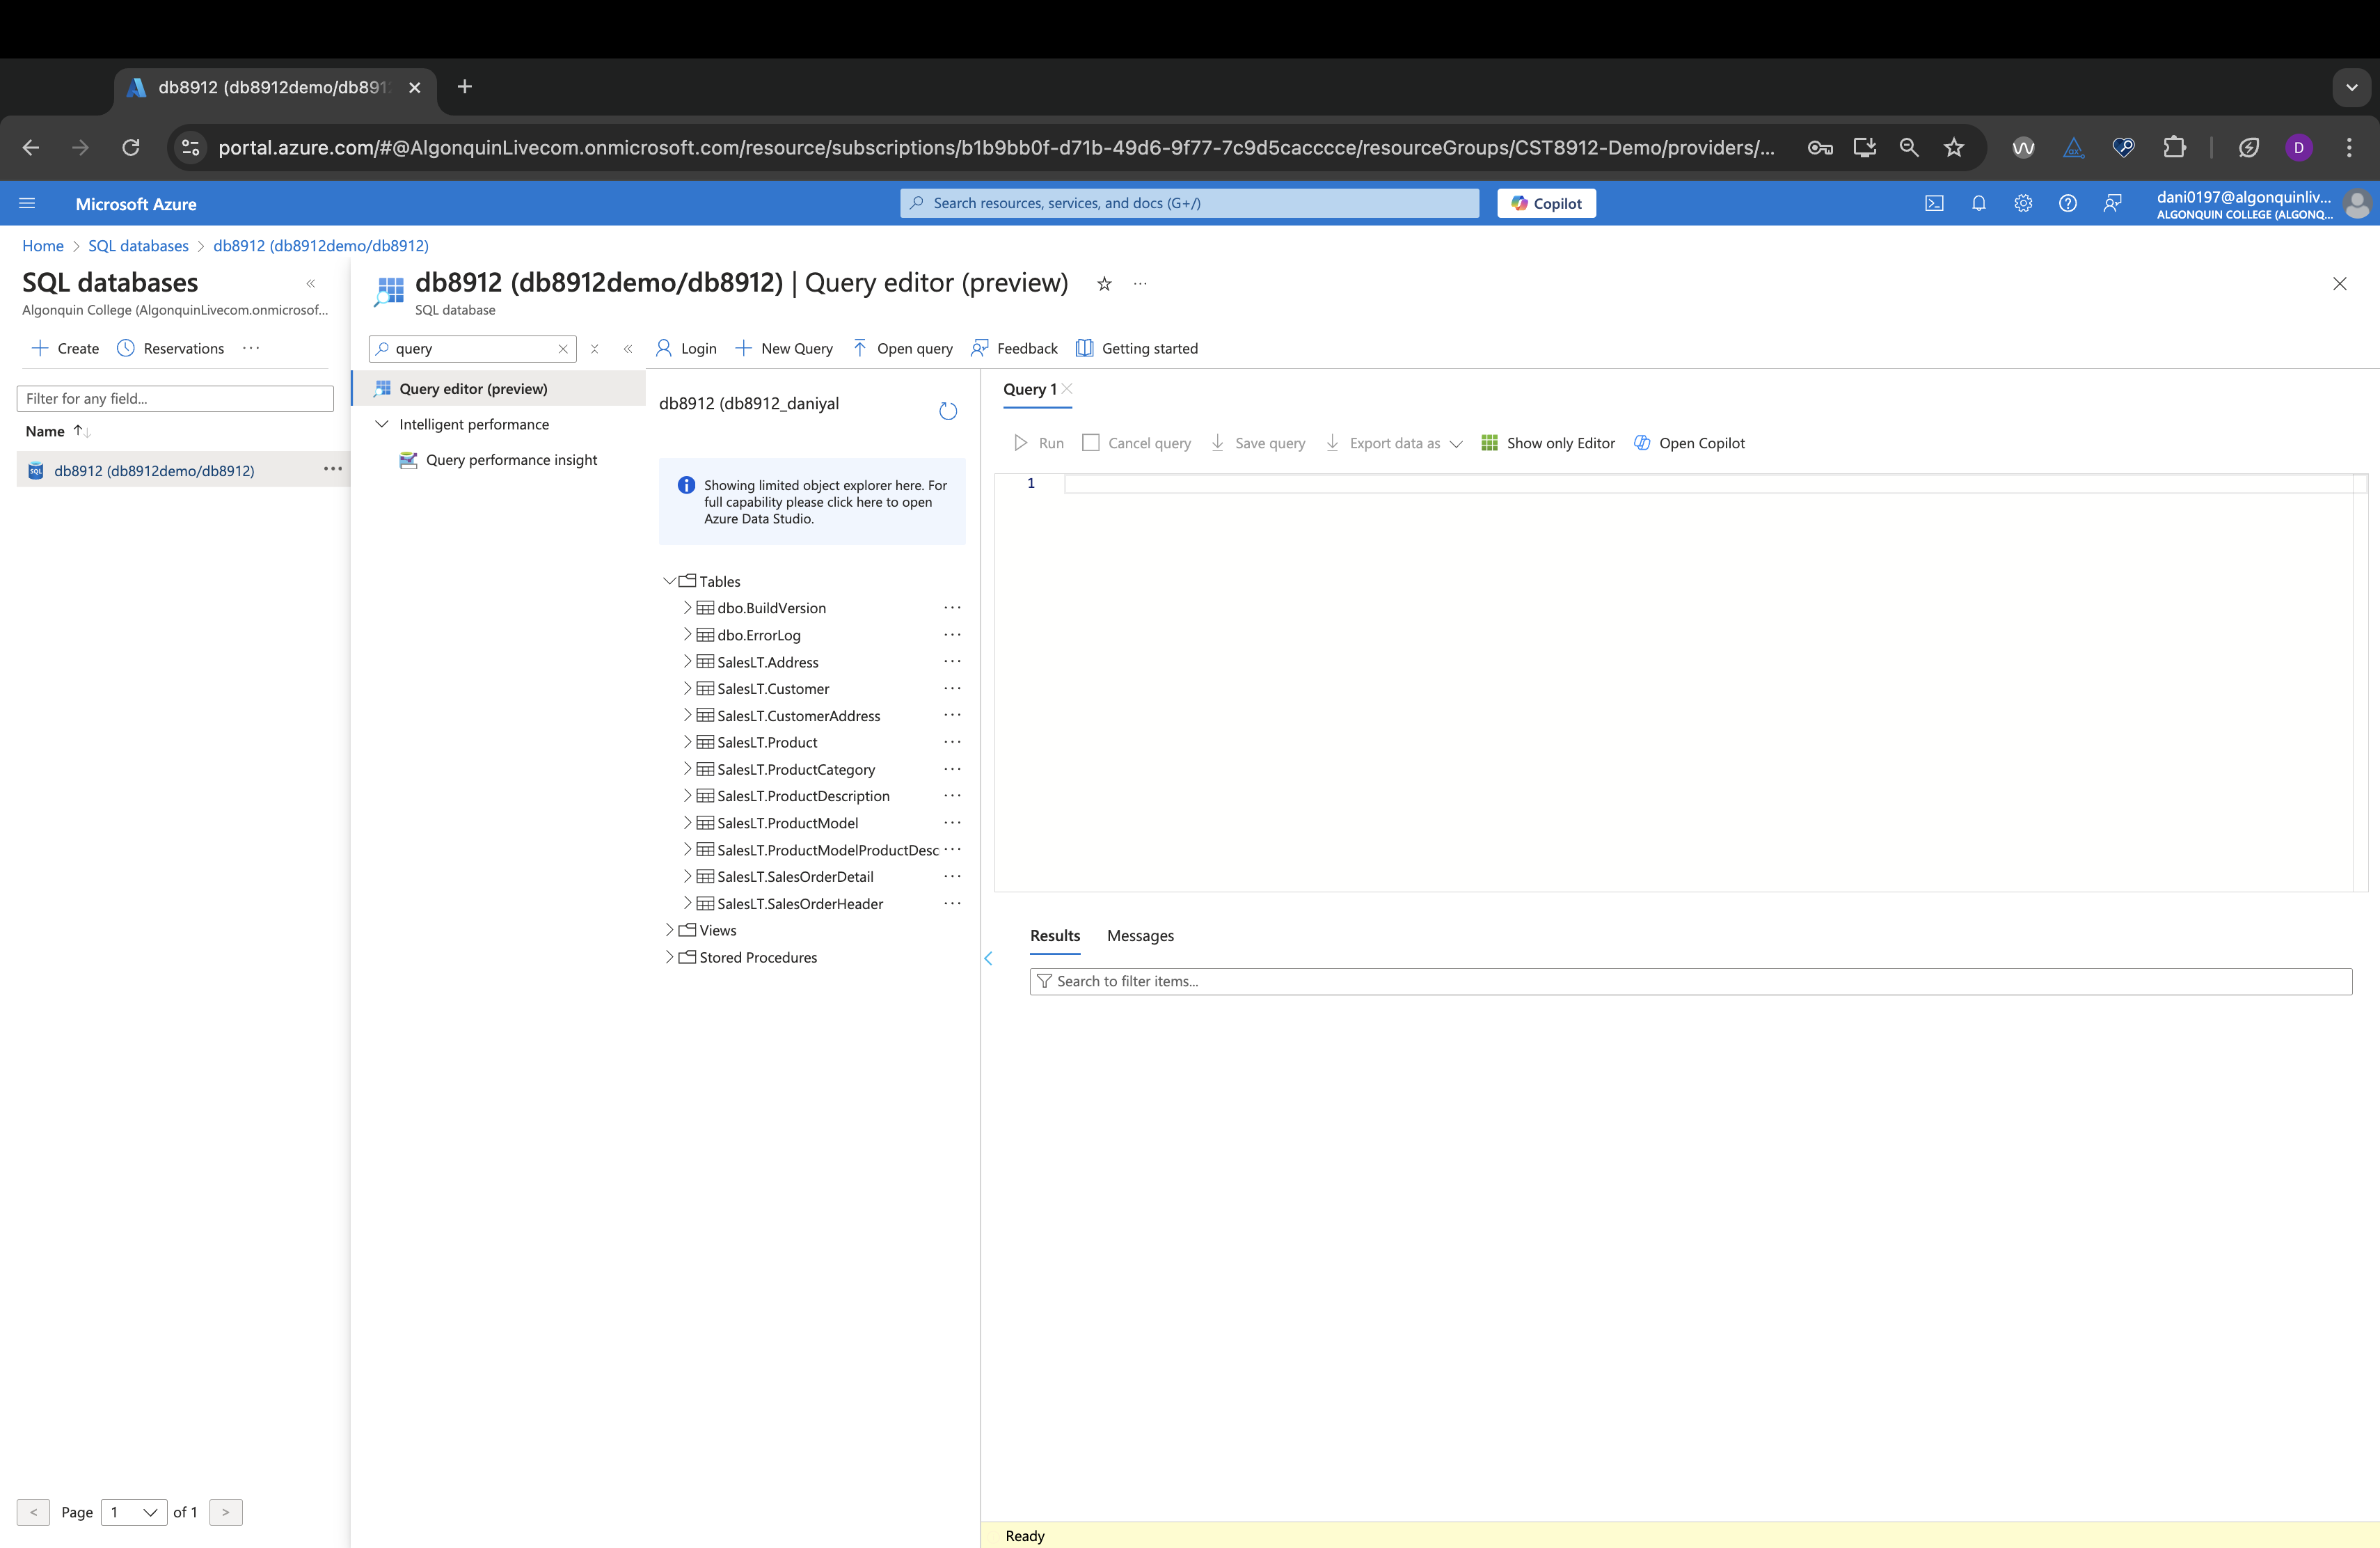 db8912 (db8912demo/db891
portal.azure.com/#@AlgonquinLivecom.onmicrosoft.com/resource/subscriptions/b1b9bb0f-d71b-49d6-9f77-7c9d5cacccce/resourceGroups/CST8912-Demo/providers/...
D
Microsoft Azure
Search resources, services, and docs (G+/)
Copilot
dani0197@algonquinliv...
ALGONQUIN COLLEGE (ALGONQ...
Home > SQL databases > db8912 (db8912demo/db8912)
SQL databases
Algonquin College (AlgonquinLivecom.onmicrosof...
Create
Reservations
Filter for any field...
Name
SQL
db8912 (db8912demo/db8912)
Page 1 of 1
db8912 (db8912demo/db8912) | Query editor (preview)
SQL database
query
Login
New Query
Open query
Feedback
Getting started
Query editor (preview)
Intelligent performance
Query performance insight
db8912 (db8912_daniyal
Showing limited object explorer here. For
full capability please click here to open
Azure Data Studio.
Tables
dbo.BuildVersion
dbo.ErrorLog
SalesLT.Address
SalesLT.Customer
SalesLT.CustomerAddress
SalesLT.Product
SalesLT.ProductCategory
SalesLT.ProductDescription
SalesLT.ProductModel
SalesLT.ProductModelProductDesc
SalesLT.SalesOrderDetail
SalesLT.SalesOrderHeader
Views
Stored Procedures
Query 1
Run
Cancel query
Save query
Export data as
Show only Editor
Open Copilot
1
Results
Messages
Search to filter items...
Ready